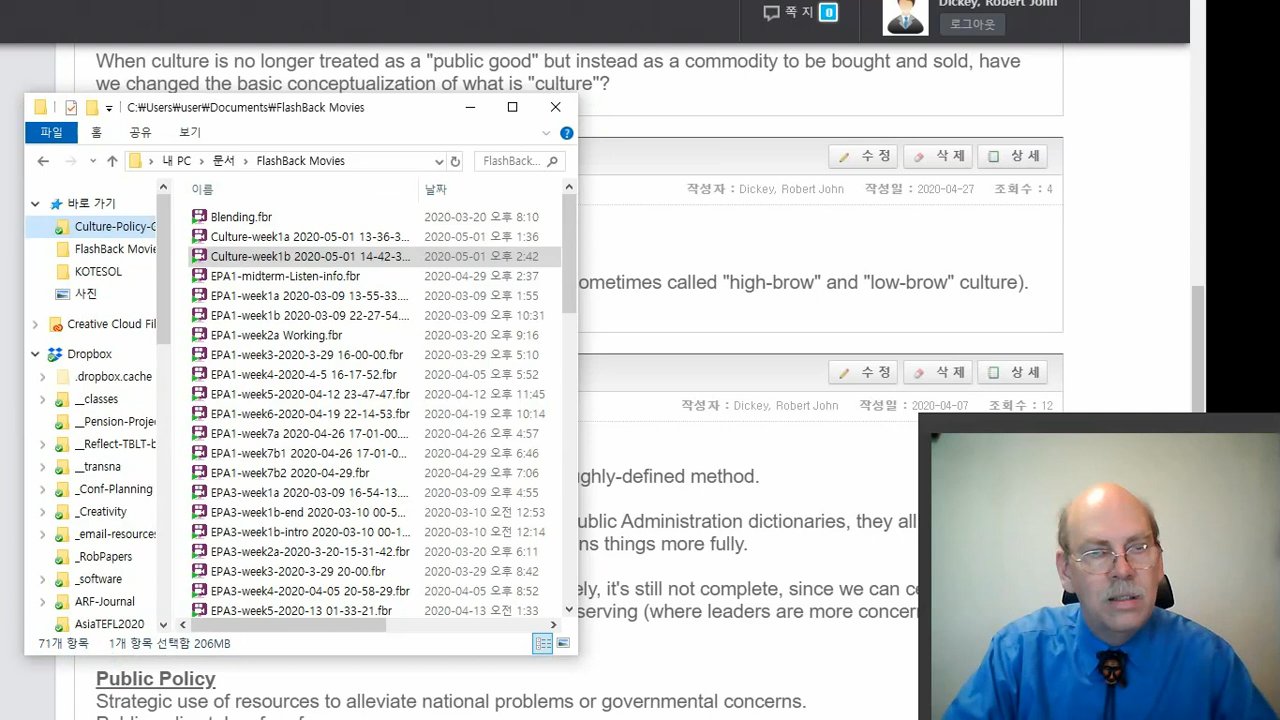 Dickey, Robert John
쪽 지 0
로그아웃
When culture is no longer treated as a "public good" but instead as a commodity to be bought and sold, have
we changed the basic conceptualization of what is "culture"?
C:₩Users₩user₩Documents₩FlashBack Movies
파일 홈 공유 보기
내 PC 문서 FlashBack Movies FlashBack...
이름 날짜
바로 가기
Culture-Policy-C
FlashBack Movie
KOTESOL
사진
Creative Cloud Fil
Dropbox
.dropbox.cache
__classes
__Pension-Projec
__Reflect-TBLT-b
__transna
_Conf-Planning
_Creativity
_email-resources
_RobPapers
_software
ARF-Journal
AsiaTEFL2020
Blending.fbr 2020-03-20 오후 8:10
Culture-week1a 2020-05-01 13-36-3... 2020-05-01 오후 1:36
Culture-week1b 2020-05-01 14-42-3... 2020-05-01 오후 2:42
EPA1-midterm-Listen-info.fbr 2020-04-29 오후 2:37
EPA1-week1a 2020-03-09 13-55-33.... 2020-03-09 오후 1:55
EPA1-week1b 2020-03-09 22-27-54.... 2020-03-09 오후 10:31
EPA1-week2a Working.fbr 2020-03-20 오후 9:16
EPA1-week3-2020-3-29 16-00-00.fbr 2020-03-29 오후 5:10
EPA1-week4-2020-4-5 16-17-52.fbr 2020-04-05 오후 5:52
EPA1-week5-2020-04-12 23-47-47.fbr 2020-04-12 오후 11:45
EPA1-week6-2020-04-19 22-14-53.fbr 2020-04-19 오후 10:14
EPA1-week7a 2020-04-26 17-01-00.... 2020-04-26 오후 4:57
EPA1-week7b1 2020-04-26 17-01-0... 2020-04-26 오후 6:46
EPA1-week7b2 2020-04-29.fbr 2020-04-29 오후 7:06
EPA3-week1a 2020-03-09 16-54-13.... 2020-03-09 오후 4:55
EPA3-week1b-end 2020-03-10 00-5... 2020-03-10 오전 12:53
EPA3-week1b-intro 2020-03-10 00-1... 2020-03-10 오전 12:14
EPA3-week2a-2020-3-20-15-31-42.fbr 2020-03-20 오후 6:11
EPA3-week3-2020-3-29 20-00.fbr 2020-03-29 오후 8:42
EPA3-week4-2020-04-05 20-58-29.fbr 2020-04-05 오후 8:52
EPA3-week5-2020-13 01-33-21.fbr 2020-04-13 오전 1:33
71개 항목 1개 항목 선택함 206MB
수 정 삭 제 상 세
작성자 : Dickey, Robert John 작성일 : 2020-04-27 조회수 : 4
ometimes called "high-brow" and "low-brow" culture).
수 정 삭 제 상 세
작성자 : Dickey, Robert John 작성일 : 2020-04-07 조회수 : 12
ughly-defined method.
ublic Administration dictionaries, they all
ns things more fully.
ely, it's still not complete, since we can ce
serving (where leaders are more concern
Public Policy
Strategic use of resources to alleviate national problems or governmental concerns.